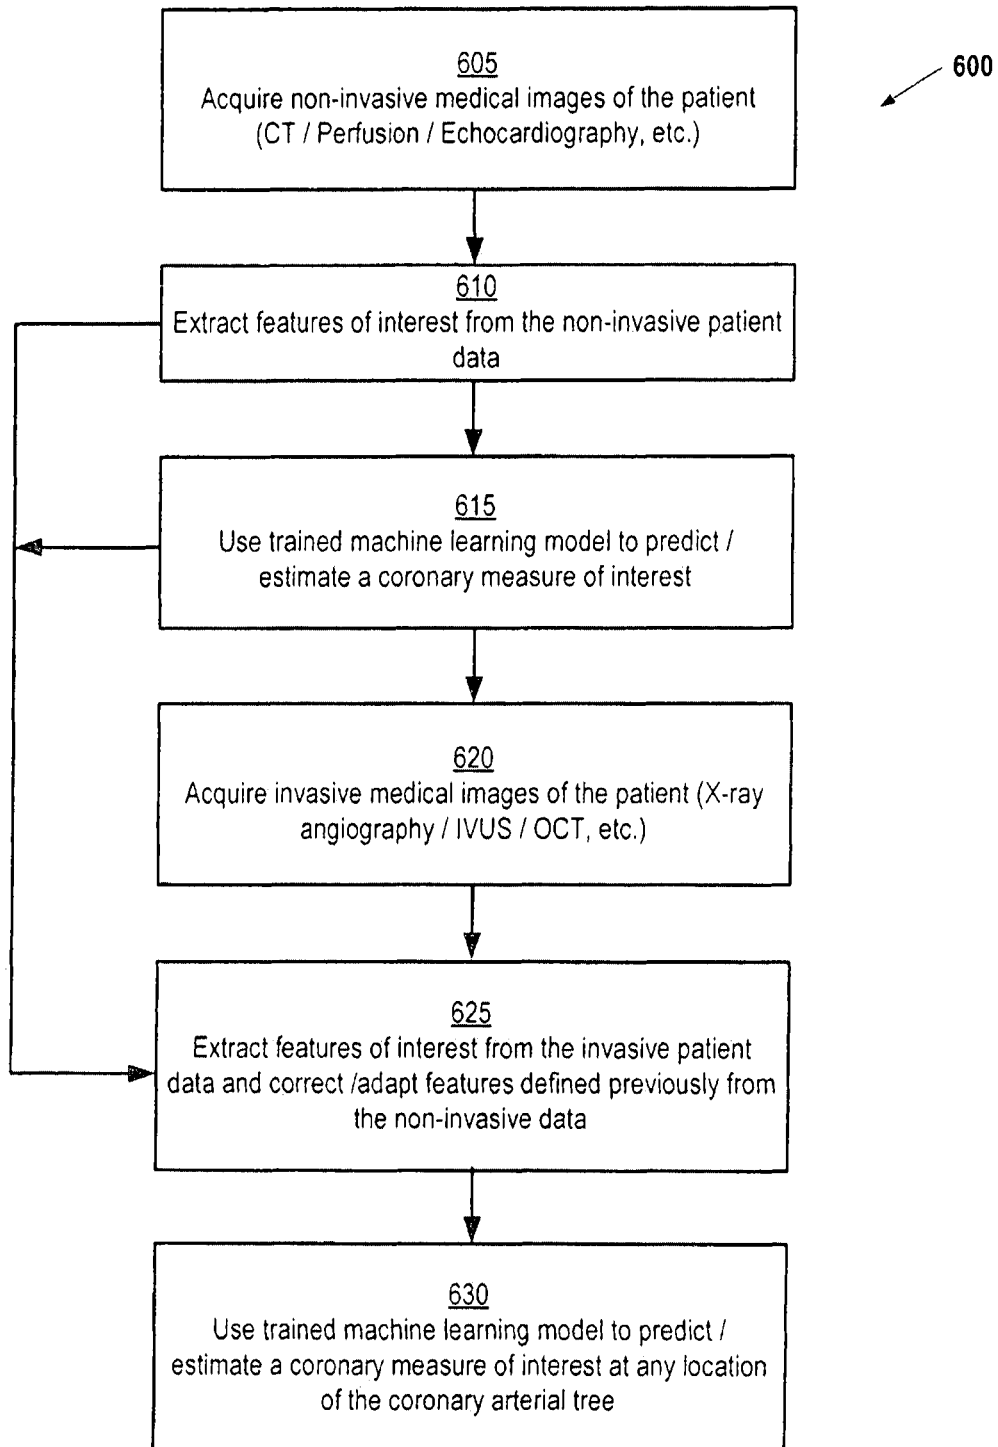 605
Acquire non-invasive medical images of the patient
(CT / Perfusion / Echocardiography, etc.)
600
610
Extract features of interest from the non-invasive patient
data
615
Use trained machine learning model to predict /
estimate a coronary measure of interest
620
Acquire invasive medical images of the patient (X-ray
angiography / IVUS / OCT, etc.)
625
Extract features of interest from the invasive patient
data and correct /adapt features defined previously from
the non-invasive data
630
Use trained machine learning model to predict /
estimate a coronary measure of interest at any location
of the coronary arterial tree